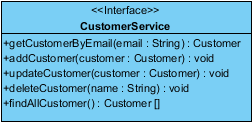 <<Interface>>
CustomerService
+getCustomerByEmail(email : String) : Customer
+addCustomer(customer : Customer) : void
+updateCustomer(customer : Customer) : void
+deleteCustomer(name : String) : void
+findAllCustomer() : Customer []